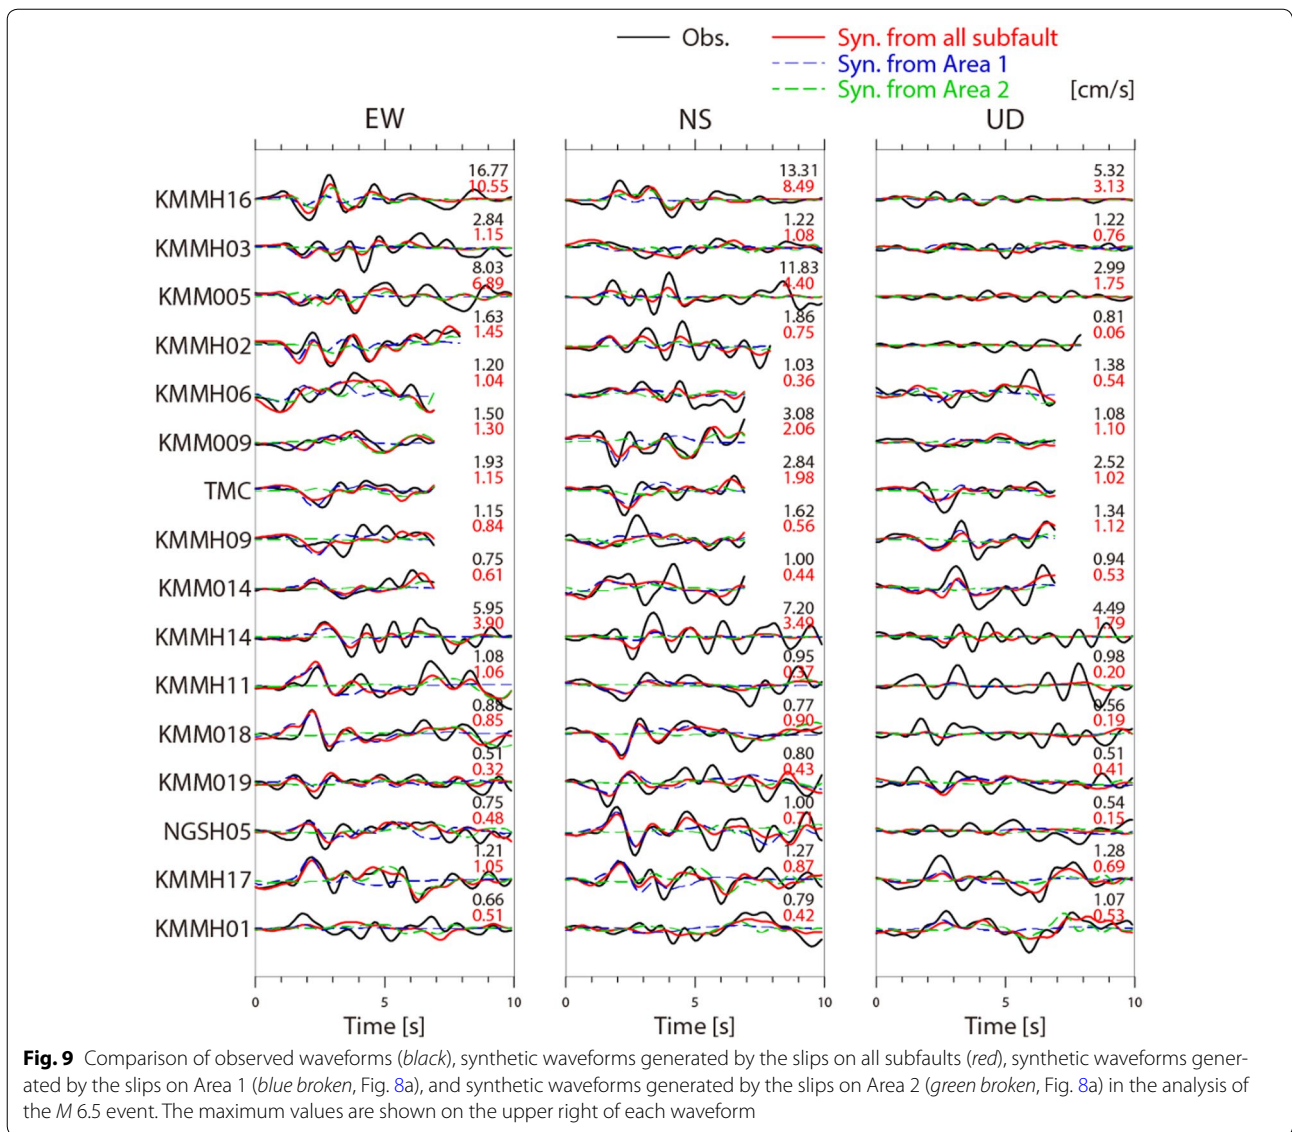 Obs. Syn. from all subfault
Syn. from Area 1
Syn. from Area 2 [cm/s]
EW NS UD
16.77 13.31 5.32
KMMH16 10.55 8.49 3.13
2.84 1.22 1.22
KMMH03 1.15 1.08 0.76
8.03 11.83 2.99
KMM005 6.89 4.40 1.75
1.63 1.86 0.81
KMMH02 1.45 0.75 0.06
1.20 1.03 1.38
KMMH06 1.04 0.36 0.54
1.50 3.08 1.08
KMM009 1.30 2.06 1.10
1.93 2.84 2.52
TMC 1.15 1.98 1.02
1.15 1.62 1.34
KMMH09 0.84 0.56 1.12
0.75 1.00 0.94
KMM014 0.61 0.44 0.53
5.95 7.20 4.49
KMMH14 3.90 3.49 1.79
1.08 0.95 0.98
KMMH11 1.06 0.37 0.20
0.88 0.77 0.56
KMM018 0.85 0.90 0.19
0.51 0.80 0.51
KMM019 0.32 0.43 0.41
0.75 1.00 0.54
NGSH05 0.48 0.15
1.21 1.27 1.28
KMMH17 1.05 0.87 0.69
0.66 0.79 1.07
KMMH01 0.51 0.42 0.53
0 5 10 0 5 10 0 5 10
Time [s] Time [s] Time [s]
Fig. 9 Comparison of observed waveforms (black), synthetic waveforms generated by the slips on all subfaults (red), synthetic waveforms gener-
ated by the slips on Area 1 (blue broken, Fig. 8a), and synthetic waveforms generated by the slips on Area 2 (green broken, Fig. 8a) in the analysis of
the M 6.5 event. The maximum values are shown on the upper right of each waveform